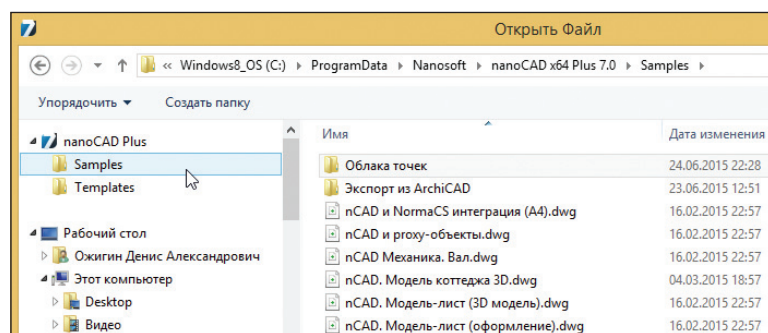 Открыть Файл
« Windows8_OS (C:) ProgramData Nanosoft nanoCAD x64 Plus 7.0 Samples
Упорядочить Создать папку
nanoCAD Plus
Samples
Templates
Рабочий стол
Ожигин Денис Александрович
Этот компьютер
Desktop
Видео
Имя Дата изменения
Облака точек 24.06.2015 22:28
Экспорт из ArchiCAD 23.06.2015 12:51
nCAD и NormaCS интеграция (A4).dwg 16.02.2015 22:57
nCAD и proxy-объекты.dwg 16.02.2015 22:57
nCAD Механика. Вал.dwg 16.02.2015 22:57
nCAD. Модель коттеджа 3D.dwg 04.03.2015 18:57
nCAD. Модель-лист (3D модель).dwg 16.02.2015 22:57
nCAD. Модель-лист (оформление).dwg 16.02.2015 22:57